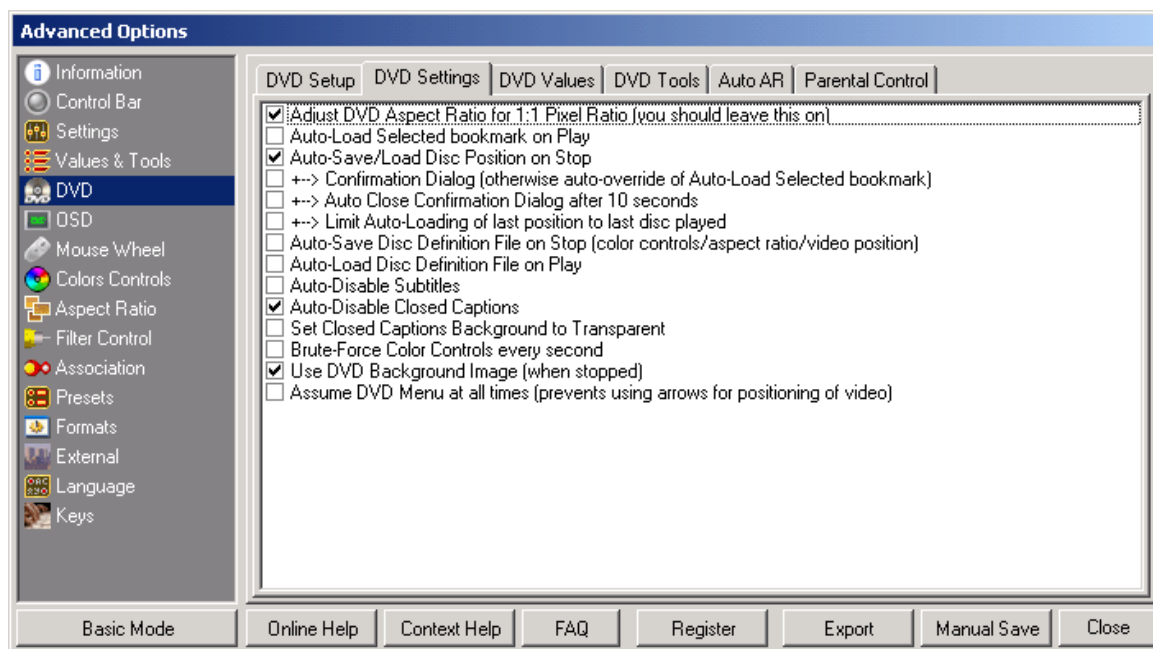 Advanced Options
Information
Control Bar
Settings
Values & Tools
DVD
OSD
Mouse Wheel
Colors Controls
Aspect Ratio
Filter Control
Association
Presets
Formats
External
Language
Keys
DVD Setup DVD Settings DVD Values DVD Tools Auto AR Parental Control
Adjust DVD Aspect Ratio for 1:1 Pixel Ratio (you should leave this on)
Auto-Load Selected bookmark on Play
Auto-Save/Load Disc Position on Stop
+--> Confirmation Dialog (otherwise auto-override of Auto-Load Selected bookmark)
+--> Auto Close Confirmation Dialog after 10 seconds
+--> Limit Auto-Loading of last position to last disc played
Auto-Save Disc Definition File on Stop (color controls/aspect ratio/video position)
Auto-Load Disc Definition File on Play
Auto-Disable Subtitles
Auto-Disable Closed Captions
Set Closed Captions Background to Transparent
Brute-Force Color Controls every second
Use DVD Background Image (when stopped)
Assume DVD Menu at all times (prevents using arrows for positioning of video)
Basic Mode Online Help Context Help FAQ Register Export Manual Save Close